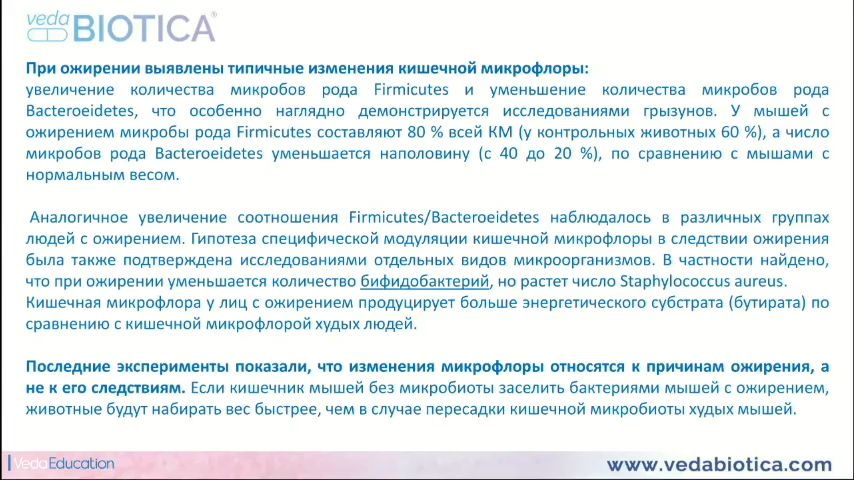 veda
BIOTICA®
При ожирении выявлены типичные изменения кишечной микрофлоры:
увеличение количества микробов рода Firmicutes и уменьшение количества микробов рода
Bacteroeidetes, что особенно наглядно демонстрируется исследованиями грызунов. У мышей с
ожирением микробы рода Firmicutes составляют 80 % всей КМ (у контрольных животных 60 %), а число
микробов рода Bacteroeidetes уменьшается наполовину (с 40 до 20 %), по сравнению с мышами с
нормальным весом.
Аналогичное увеличение соотношения Firmicutes/Bacteroeidetes наблюдалось в различных группах
людей с ожирением. Гипотеза специфической модуляции кишечной микрофлоры в следствии ожирения
была также подтверждена исследованиями отдельных видов микроорганизмов. В частности найдено,
что при ожирении уменьшается количество бифидобактерий, но растет число Staphylococcus aureus.
Кишечная микрофлора у лиц с ожирением продуцирует больше энергетического субстрата (бутирата) по
сравнению с кишечной микрофлорой худых людей.
Последние эксперименты показали, что изменения микрофлоры относятся к причинам ожирения, а
не к его следствиям. Если кишечник мышей без микробиоты заселить бактериями мышей с ожирением,
животные будут набирать вес быстрее, чем в случае пересадки кишечной микробиоты худых мышей.
VedaEducation
www.vedabiotica.com